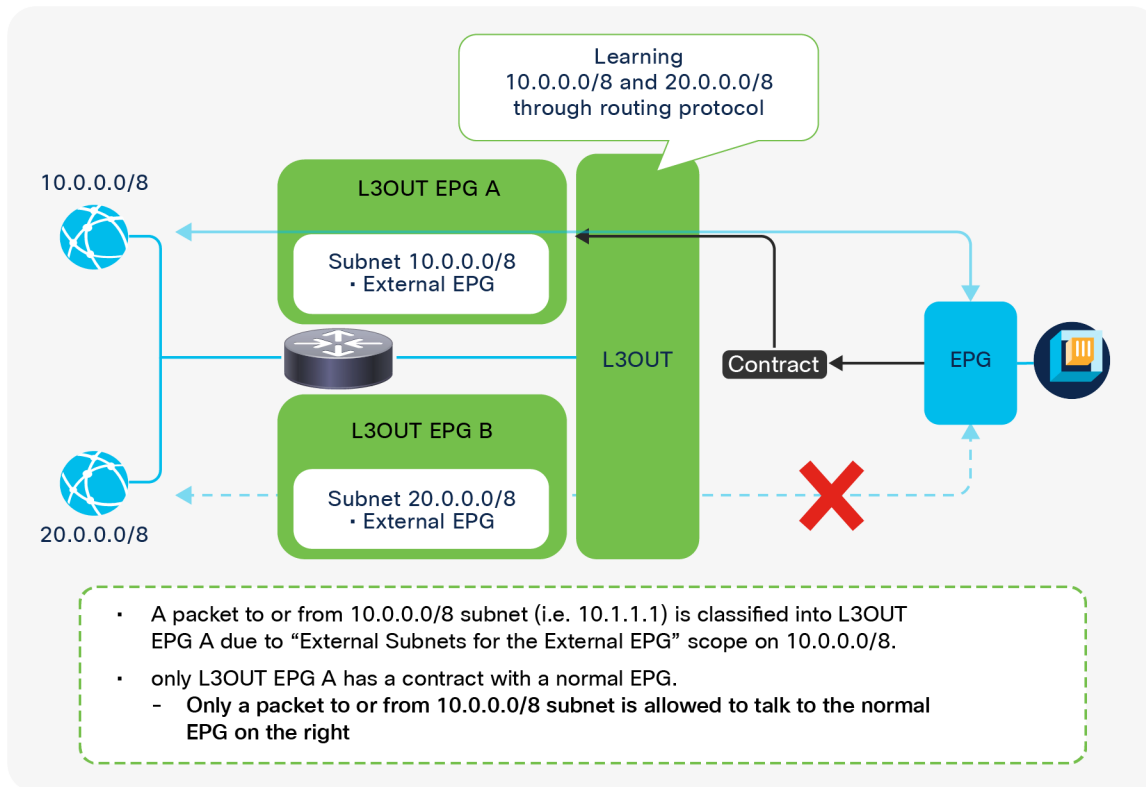 Learning
10.0.0.0/8 and 20.0.0.0/8
through routing protocol
10.0.0.0/8
L3OUT EPG A
Subnet 10.0.0.0/8
• External EPG
L3OUT
Contract
EPG
L3OUT EPG B
Subnet 20.0.0.0/8
• External EPG
20.0.0.0/8
• A packet to or from 10.0.0.0/8 subnet (i.e. 10.1.1.1) is classified into L3OUT
EPG A due to “External Subnets for the External EPG” scope on 10.0.0.0/8.
• only L3OUT EPG A has a contract with a normal EPG.
– Only a packet to or from 10.0.0.0/8 subnet is allowed to talk to the normal
EPG on the right